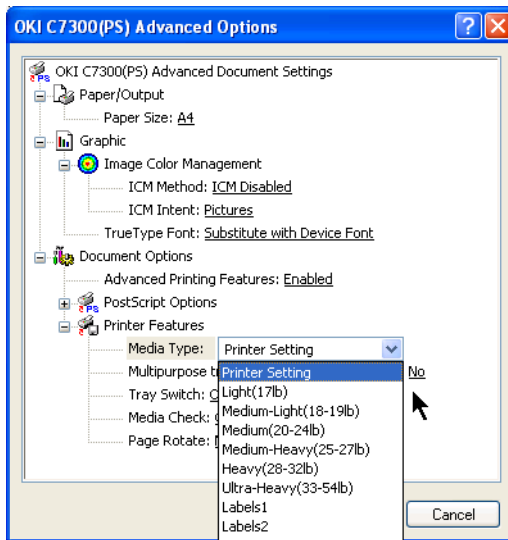 OKI C7300(PS) Advanced Options
OKI C7300(PS) Advanced Document Settings
Paper/Output
Paper Size: A4
Graphic
Image Color Management
ICM Method: ICM Disabled
ICM Intent: Pictures
TrueType Font: Substitute with Device Font
Document Options
Advanced Printing Features: Enabled
PostScript Options
Printer Features
Media Type: Printer Setting
Multipurpose Printer Setting No
Tray Switch: Light(17lb)
Medium-Light(18-19lb)
Media Check: Medium(20-24lb)
Page Rotate: Medium-Heavy(25-27lb)
Heavy(28-32lb)
Ultra-Heavy(33-54lb)
Labels1
Labels2
Cancel